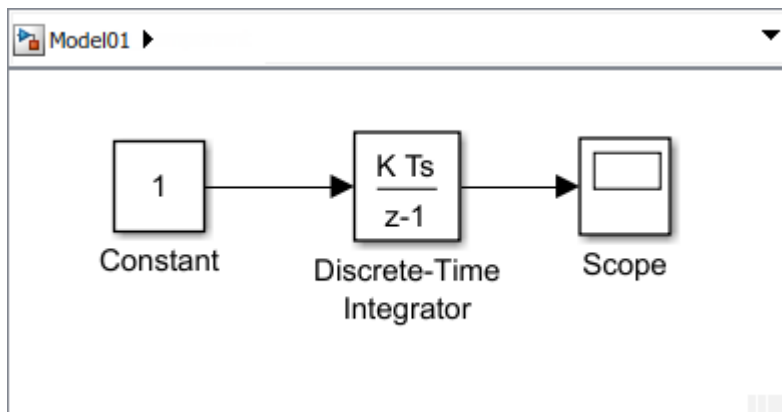 Model01
1
K Ts
z-1
Constant
Discrete-Time
Integrator
Scope